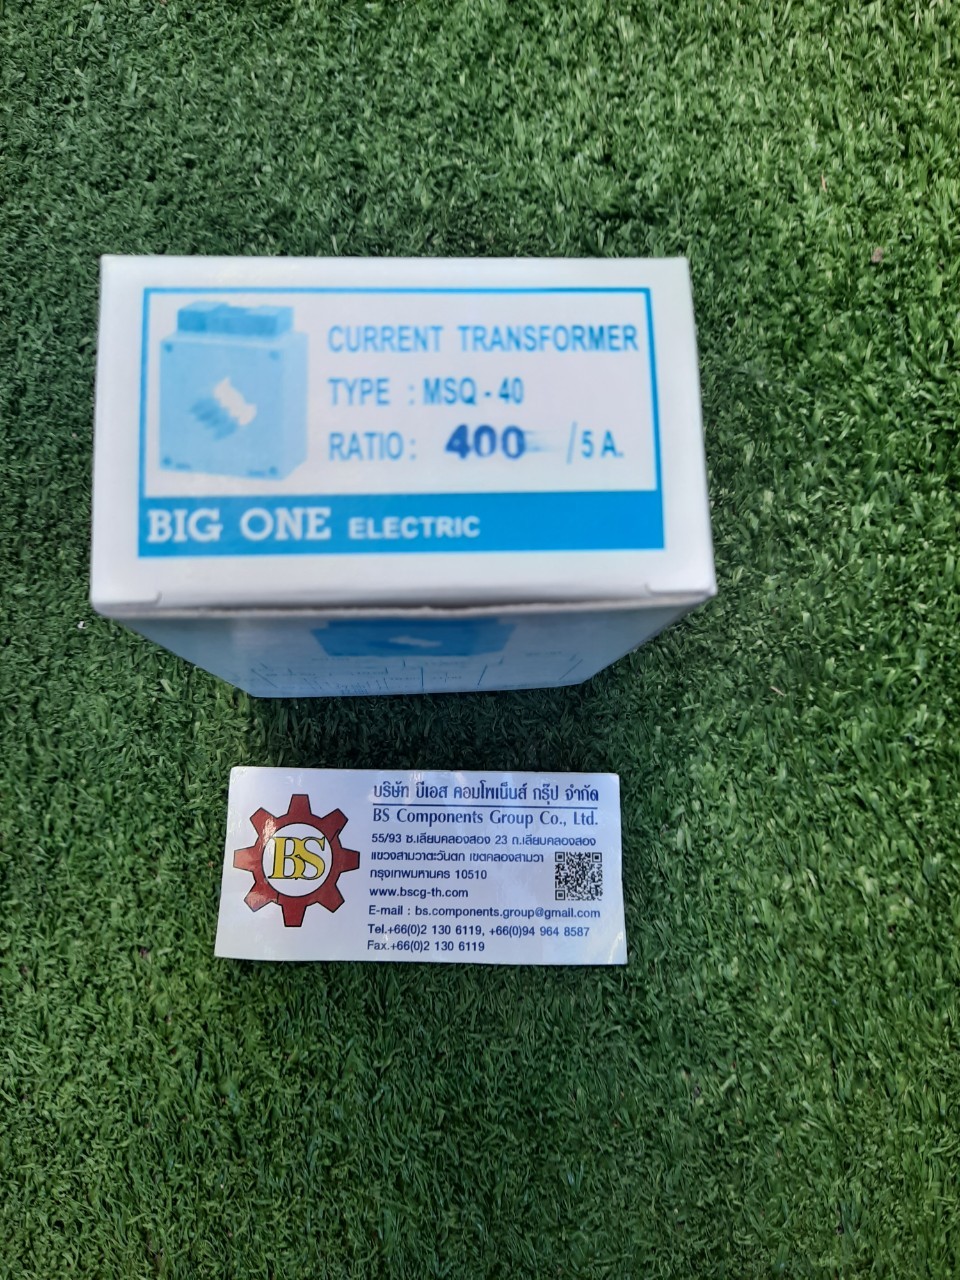 CURRENT TRANSFORMER
TYPE : MSQ - 40
RATIO : 400 / 5 A.
BIG ONE ELECTRIC
BS
บริษัท บีเอส คอมโพเน็นส์ กรุ๊ป จำกัด
BS Components Group Co., Ltd.
55/93 ซ.เลียบคลองสอง 23 ถ.เลียบคลองสอง
แขวงสามวาตะวันตก เขตคลองสามวา
กรุงเทพมหานคร 10510
www.bscg-th.com
E-mail : bs.components.group@gmail.com
Tel.+66(0)2 130 6119, +66(0)94 964 8587
Fax.+66(0)2 130 6119